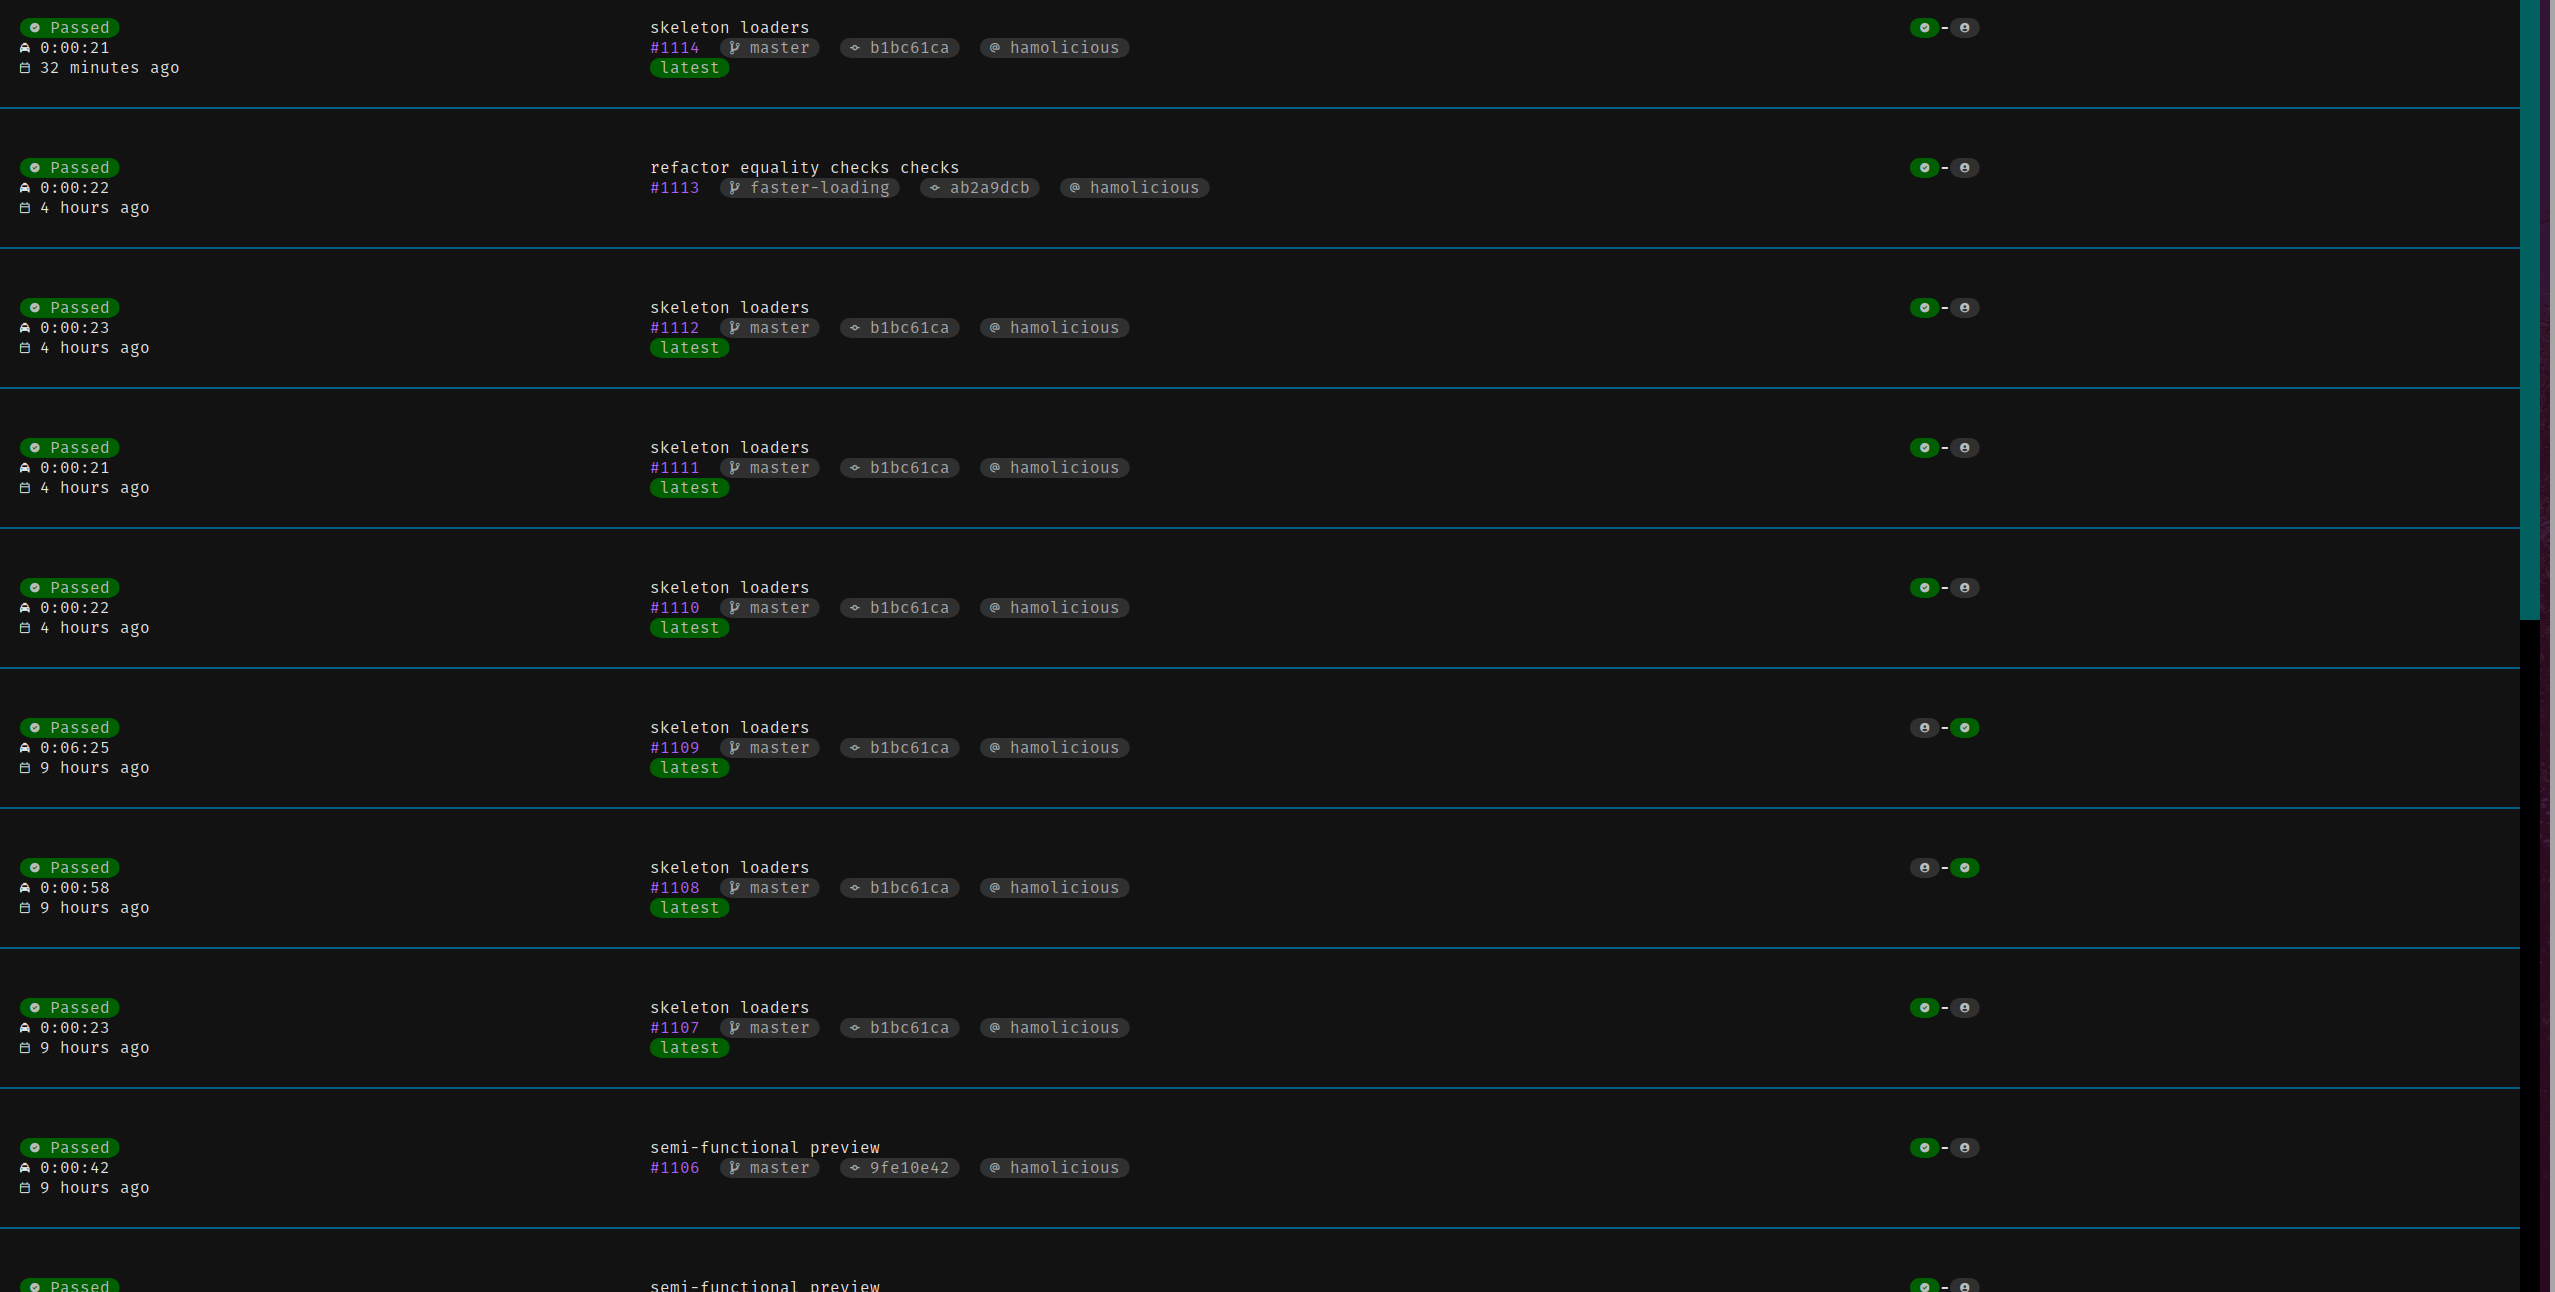 Passed skeleton loaders
0:00:21 #1114 master b1bc61ca @ hamolicious
32 minutes ago latest
Passed refactor equality checks checks
0:00:22 #1113 faster-loading ab2a9dcb @ hamolicious
4 hours ago
Passed skeleton loaders
0:00:23 #1112 master b1bc61ca @ hamolicious
4 hours ago latest
Passed skeleton loaders
0:00:21 #1111 master b1bc61ca @ hamolicious
4 hours ago latest
Passed skeleton loaders
0:00:22 #1110 master b1bc61ca @ hamolicious
4 hours ago latest
Passed skeleton loaders
0:06:25 #1109 master b1bc61ca @ hamolicious
9 hours ago latest
Passed skeleton loaders
0:00:58 #1108 master b1bc61ca @ hamolicious
9 hours ago latest
Passed skeleton loaders
0:00:23 #1107 master b1bc61ca @ hamolicious
9 hours ago latest
Passed semi-functional preview
0:00:42 #1106 master 9fe10e42 @ hamolicious
9 hours ago
Passed semi-functional preview